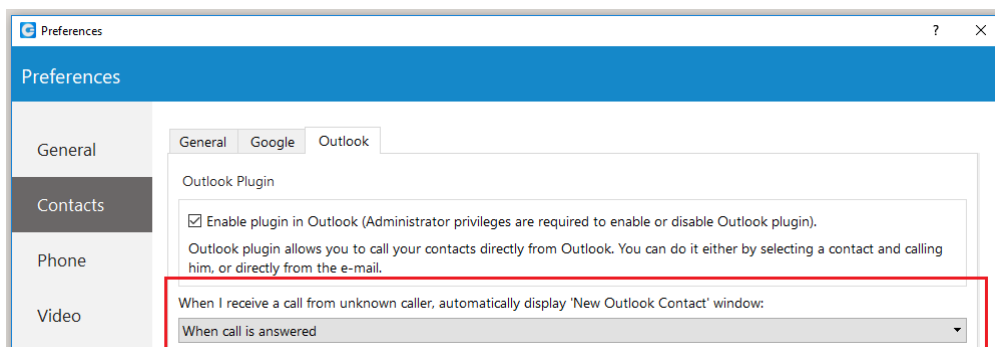 Preferences
?
Preferences
General
Contacts
Phone
Video
General Google Outlook
Outlook Plugin
Enable plugin in Outlook (Administrator privileges are required to enable or disable Outlook plugin).
Outlook plugin allows you to call your contacts directly from Outlook. You can do it either by selecting a contact and calling
him, or directly from the e-mail.
When I receive a call from unknown caller, automatically display 'New Outlook Contact' window:
When call is answered